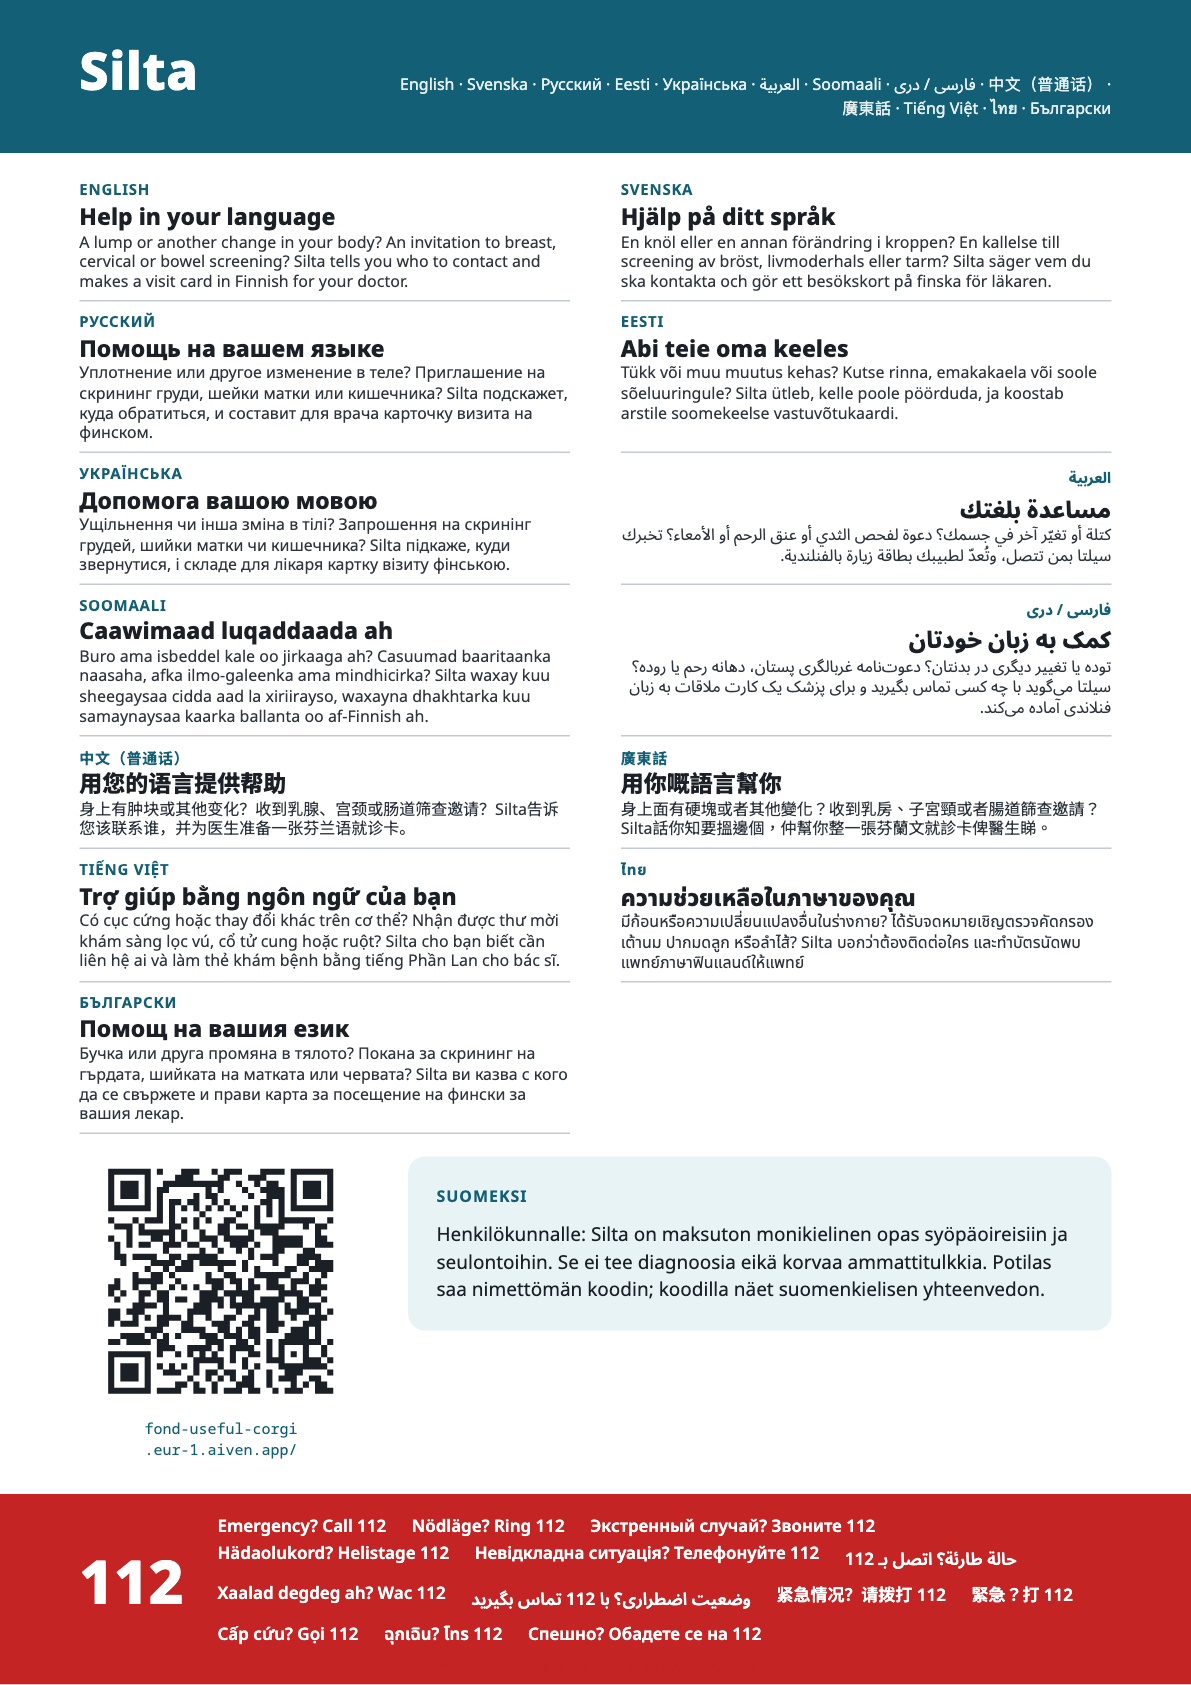 Silta
English · Svenska · Русский · Eesti · Українська · العربية · Soomaali · فارسی / دری · 中文（普通话） ·
廣東話 · Tiếng Việt · ไทย · Български
ENGLISH
Help in your language
A lump or another change in your body? An invitation to breast,
cervical or bowel screening? Silta tells you who to contact and
makes a visit card in Finnish for your doctor.
SVENSKA
Hjälp på ditt språk
En knöl eller en annan förändring i kroppen? En kallelse till
screening av bröst, livmoderhals eller tarm? Silta säger vem du
ska kontakta och gör ett besökskort på finska för läkaren.
РУССКИЙ
Помощь на вашем языке
Уплотнение или другое изменение в теле? Приглашение на
скрининг груди, шейки матки или кишечника? Silta подскажет,
куда обратиться, и составит для врача карточку визита на
финском.
EESTI
Abi teie oma keeles
Tükk või muu muutus kehas? Kutse rinna, emakakaela või soole
sõeluuringule? Silta ütleb, kelle poole pöörduda, ja koostab
arstile soomekeelse vastuvõtukaardi.
УКРАЇНСЬКА
Допомога вашою мовою
Ущільнення чи інша зміна в тілі? Запрошення на скринінг
грудей, шийки матки чи кишечника? Silta підкаже, куди
звернутися, і складе для лікаря картку візиту фінською.
العربية
مساعدة بلغتك
كتلة أو تغيّر آخر في جسمك؟ دعوة لفحص الثدي أو عنق الرحم أو الأمعاء؟ تخبرك
سيلتا بمن تتصل، وتُعدّ لطبيبك بطاقة زيارة بالفنلندية.
SOOMAALI
Caawimaad luqaddaada ah
Buro ama isbeddel kale oo jirkaaga ah? Casuumad baaritaanka
naasaha, afka ilmo-galeenka ama mindhicirka? Silta waxay kuu
sheegaysaa cidda aad la xiriirayso, waxayna dhakhtarka kuu
samaynaysaa kaarka ballanta oo af-Finnish ah.
فارسی / دری
کمک به زبان خودتان
توده یا تغییر دیگری در بدنتان؟ دعوت‌نامه غربالگری پستان، دهانه رحم یا روده؟
سیلتا می‌گوید با چه کسی تماس بگیرید و برای پزشک یک کارت ملاقات به زبان
فنلاندی آماده می‌کند.
中文（普通话）
用您的语言提供帮助
身上有肿块或其他变化？收到乳腺、宫颈或肠道筛查邀请？Silta告诉
您该联系谁，并为医生准备一张芬兰语就诊卡。
廣東話
用你嘅語言幫你
身上面有硬塊或者其他變化？收到乳房、子宮頸或者腸道篩查邀請？
Silta話你知要搵邊個，仲幫你整一張芬蘭文就診卡俾醫生睇。
TIẾNG VIỆT
Trợ giúp bằng ngôn ngữ của bạn
Có cục cứng hoặc thay đổi khác trên cơ thể? Nhận được thư mời
khám sàng lọc vú, cổ tử cung hoặc ruột? Silta cho bạn biết cần
liên hệ ai và làm thẻ khám bệnh bằng tiếng Phần Lan cho bác sĩ.
ไทย
ความช่วยเหลือในภาษาของคุณ
มีก้อนหรือความเปลี่ยนแปลงอื่นในร่างกาย? ได้รับจดหมายเชิญตรวจคัดกรอง
เต้านม ปากมดลูก หรือลำไส้? Silta บอกว่าต้องติดต่อใคร และทำบัตรนัดพบ
แพทย์ภาษาฟินแลนด์ให้แพทย์
БЪЛГАРСКИ
Помощ на вашия език
Бучка или друга промяна в тялото? Покана за скрининг на
гърдата, шийката на матката или червата? Silta ви казва с кого
да се свържете и прави карта за посещение на фински за
вашия лекар.
fond-useful-corgi
.eur-1.aiven.app/
SUOMEKSI
Henkilökunnalle: Silta on maksuton monikielinen opas syöpäoireisiin ja
seulontoihin. Se ei tee diagnoosia eikä korvaa ammattitulkkia. Potilas
saa nimettömän koodin; koodilla näet suomenkielisen yhteenvedon.
112
Emergency? Call 112 Nödläge? Ring 112 Экстренный случай? Звоните 112
Hädaolukord? Helistage 112 Невідкладна ситуація? Телефонуйте 112 حالة طارئة؟ اتصل بـ 112
Xaalad degdeg ah? Wac 112 وضعیت اضطراری؟ با 112 تماس بگیرید 紧急情况？请拨打 112 緊急？打 112
Cấp cứu? Gọi 112 ฉุกเฉิน? โทร 112 Спешно? Обадете се на 112